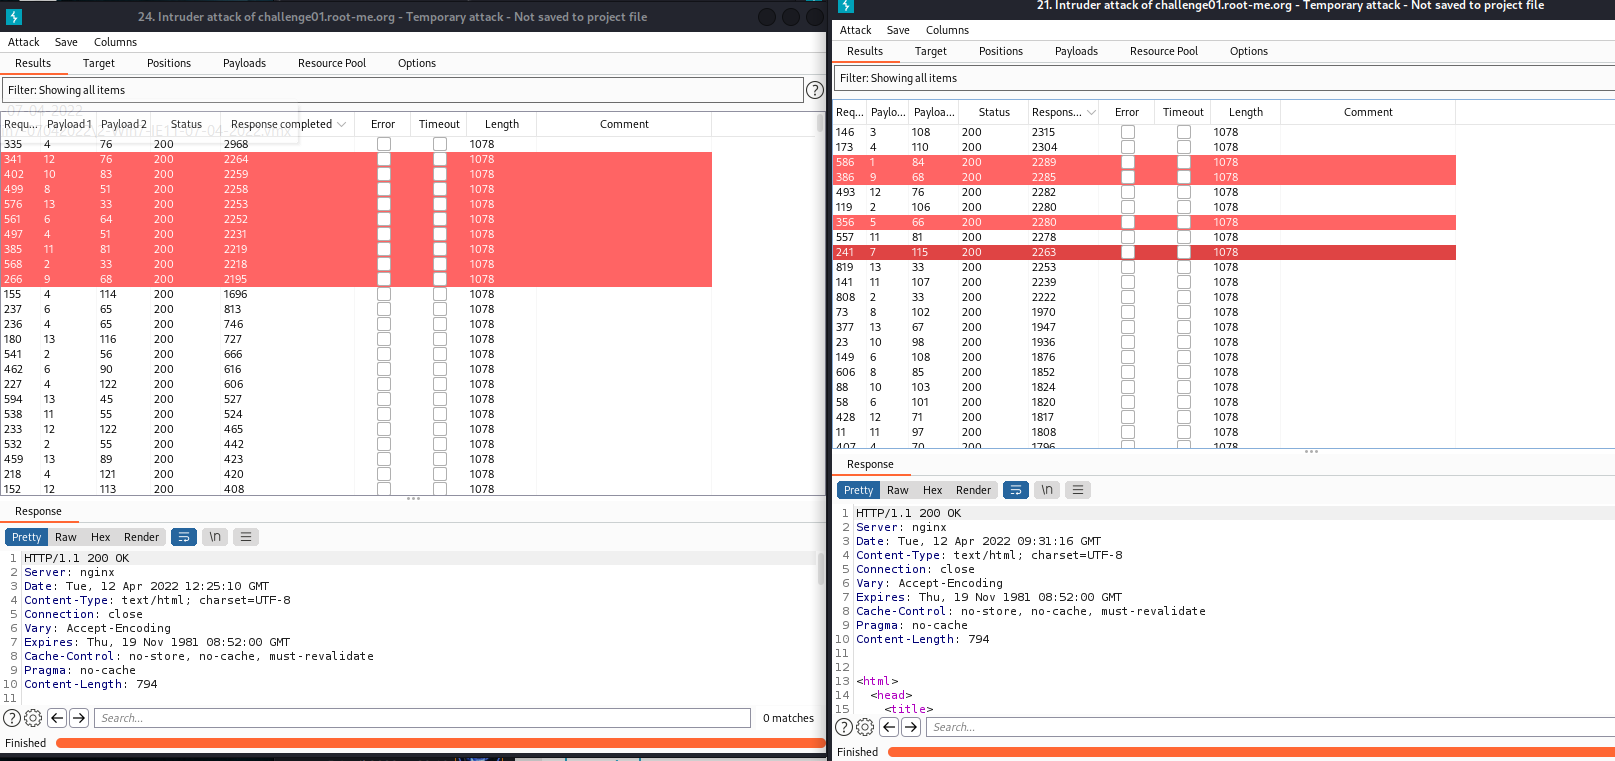 24. Intruder attack of challenge01.root-me.org - Temporary attack - Not saved to project file
Attack Save Columns
Results Target Positions Payloads Resource Pool Options
Filter: Showing all items
?
07-04-2022
Requ... Payload 1 Payload 2 Status Response completed Error Timeout Length Comment
335 4 76 200 2968 1078
341 12 76 200 2264 1078
402 10 83 200 2259 1078
499 8 51 200 2258 1078
576 13 33 200 2253 1078
561 6 64 200 2252 1078
497 4 51 200 2231 1078
385 11 81 200 2219 1078
568 2 33 200 2218 1078
266 9 68 200 2195 1078
155 4 114 200 1696 1078
237 6 65 200 813 1078
236 4 65 200 746 1078
180 13 116 200 727 1078
541 2 56 200 666 1078
462 6 90 200 616 1078
227 4 122 200 606 1078
594 13 45 200 527 1078
538 11 55 200 524 1078
233 12 122 200 465 1078
532 2 55 200 442 1078
459 13 89 200 423 1078
218 4 121 200 420 1078
152 12 113 200 408 1078
Response
Pretty Raw Hex Render \n
1 HTTP/1.1 200 OK
2 Server: nginx
3 Date: Tue, 12 Apr 2022 12:25:10 GMT
4 Content-Type: text/html; charset=UTF-8
5 Connection: close
6 Vary: Accept-Encoding
7 Expires: Thu, 19 Nov 1981 08:52:00 GMT
8 Cache-Control: no-store, no-cache, must-revalidate
9 Pragma: no-cache
10 Content-Length: 794
11
? Search... 0 matches
Finished
21. Intruder attack of challenge01.root-me.org - Temporary attack - Not saved to project file
Attack Save Columns
Results Target Positions Payloads Resource Pool Options
Filter: Showing all items
Req... Paylo... Payloa... Status Respons... Error Timeout Length Comment
146 3 108 200 2315 1078
173 4 110 200 2304 1078
586 1 84 200 2289 1078
386 9 68 200 2285 1078
493 12 76 200 2282 1078
119 2 106 200 2280 1078
356 5 66 200 2280 1078
557 11 81 200 2278 1078
241 7 115 200 2263 1078
819 13 33 200 2253 1078
141 11 107 200 2239 1078
808 2 33 200 2222 1078
73 8 102 200 1970 1078
377 13 67 200 1947 1078
23 10 98 200 1936 1078
149 6 108 200 1876 1078
606 8 85 200 1852 1078
88 10 103 200 1824 1078
58 6 101 200 1820 1078
428 12 71 200 1817 1078
11 11 97 200 1808 1078
407 4 70 200 1796 1078
Response
Pretty Raw Hex Render \n
1 HTTP/1.1 200 OK
2 Server: nginx
3 Date: Tue, 12 Apr 2022 09:31:16 GMT
4 Content-Type: text/html; charset=UTF-8
5 Connection: close
6 Vary: Accept-Encoding
7 Expires: Thu, 19 Nov 1981 08:52:00 GMT
8 Cache-Control: no-store, no-cache, must-revalidate
9 Pragma: no-cache
10 Content-Length: 794
11
12
13 <html>
14 <head>
15 <title>
? Search...
Finished